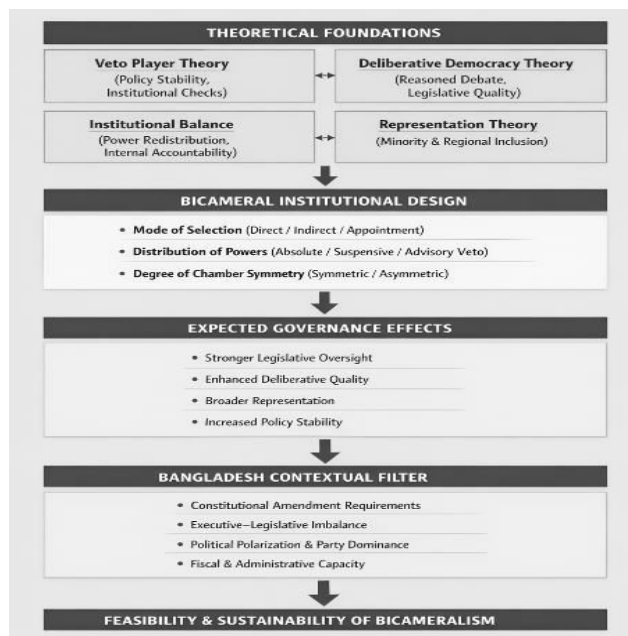 THEORETICAL FOUNDATIONS
Veto Player Theory
(Policy Stability,
Institutional Checks)
Deliberative Democracy Theory
(Reasoned Debate,
Legislative Quality)
Institutional Balance
(Power Redistribution,
Internal Accountability)
Representation Theory
(Minority & Regional Inclusion)
BICAMERAL INSTITUTIONAL DESIGN
• Mode of Selection (Direct / Indirect / Appointment)
• Distribution of Powers (Absolute / Suspensive / Advisory Veto)
• Degree of Chamber Symmetry (Symmetric / Asymmetric)
EXPECTED GOVERNANCE EFFECTS
• Stronger Legislative Oversight
• Enhanced Deliberative Quality
• Broader Representation
• Increased Policy Stability
BANGLADESH CONTEXTUAL FILTER
• Constitutional Amendment Requirements
• Executive–Legislative Imbalance
• Political Polarization & Party Dominance
• Fiscal & Administrative Capacity
FEASIBILITY & SUSTAINABILITY OF BICAMERALISM